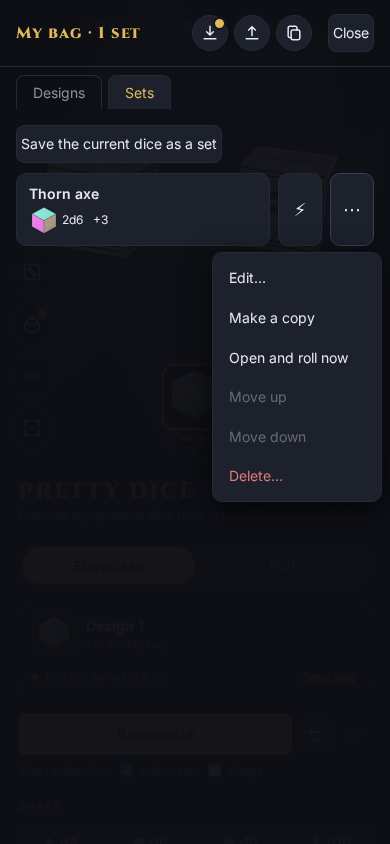 My bag · 1 set
Close
Designs
Sets
Save the current dice as a set
Thorn axe
2d6 +3
Edit...
Make a copy
Open and roll now
Move up
Move down
Delete...
PRETTY DICE
Design 1